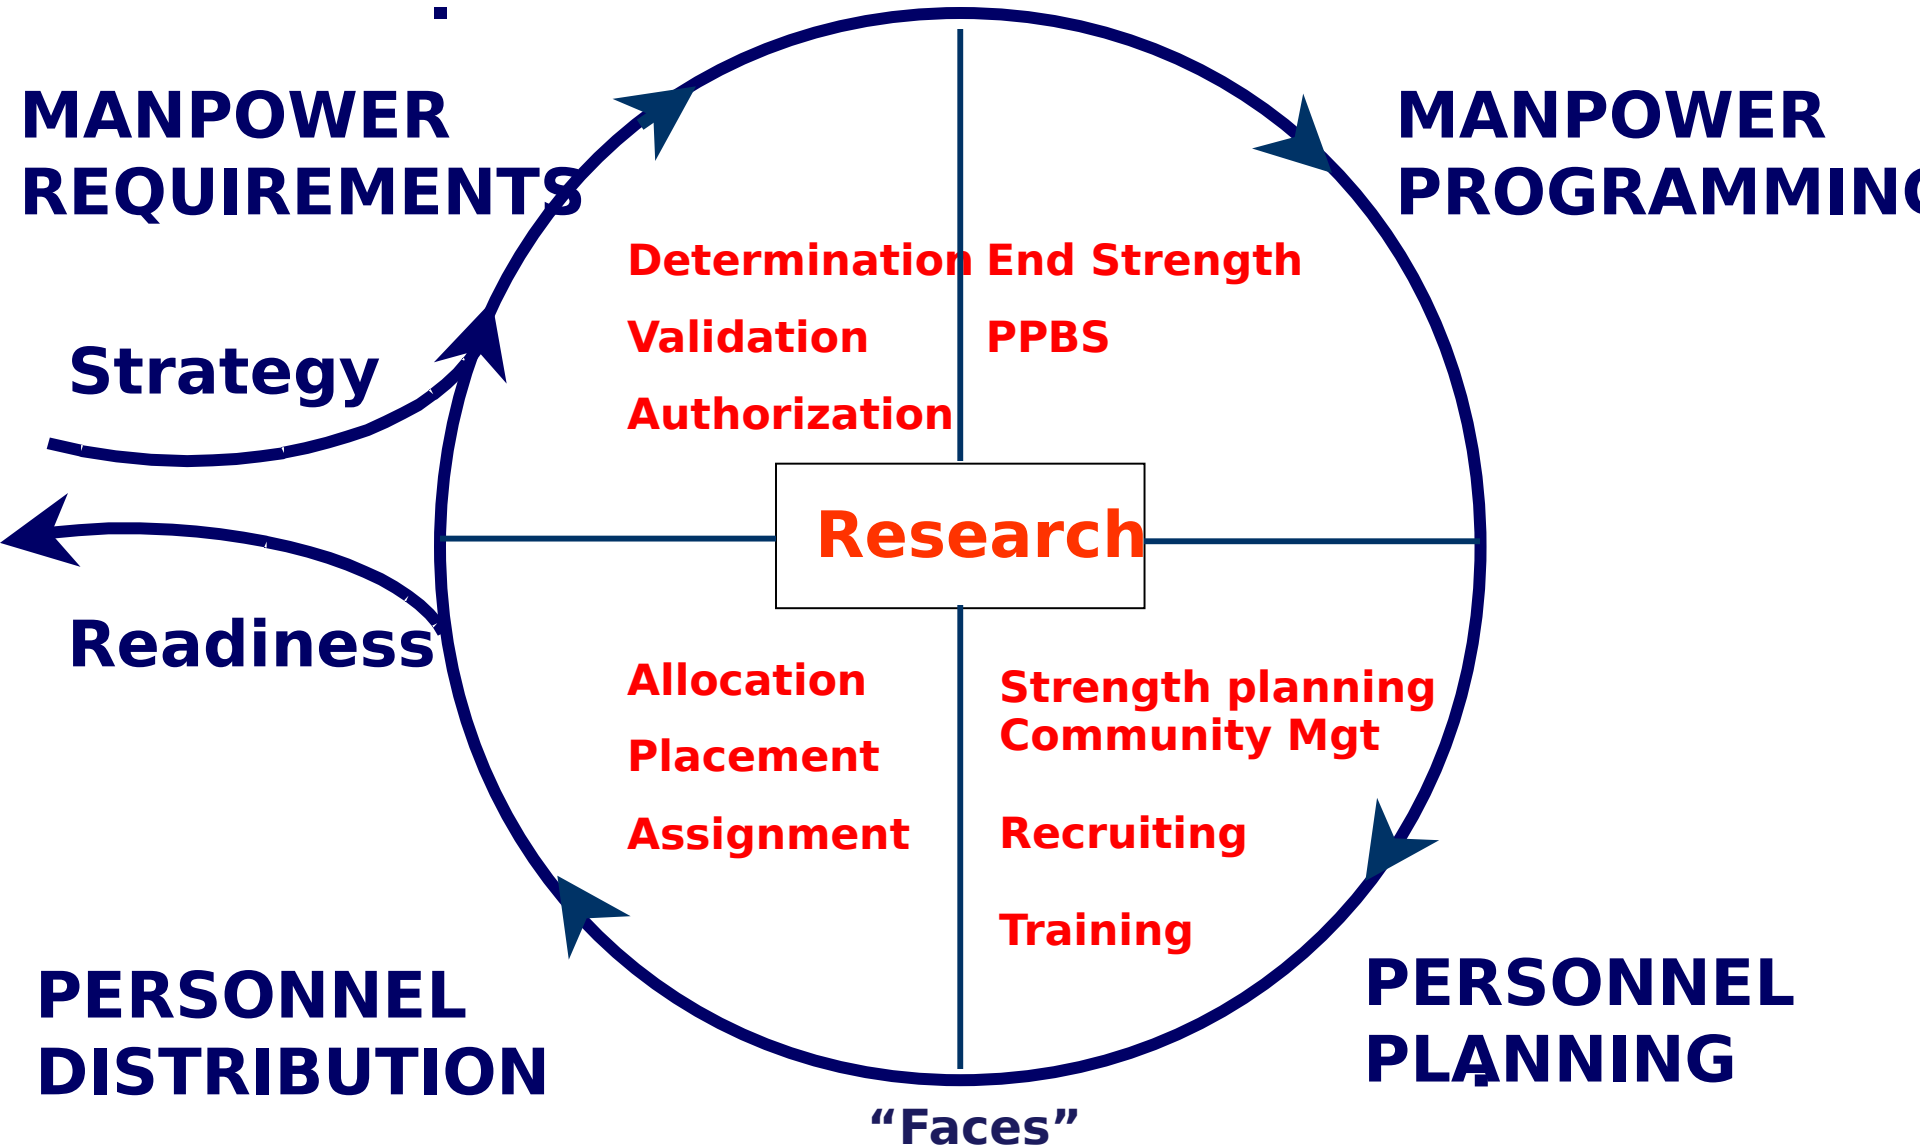 MANPOWER
REQUIREMENTS
MANPOWER
PROGRAMMING
Determination
Validation
Authorization
End Strength
PPBS
Strategy
Research
Readiness
Allocation
Placement
Assignment
Strength planning
Community Mgt
Recruiting
Training
PERSONNEL
DISTRIBUTION
PERSONNEL
PLANNING
“Faces”